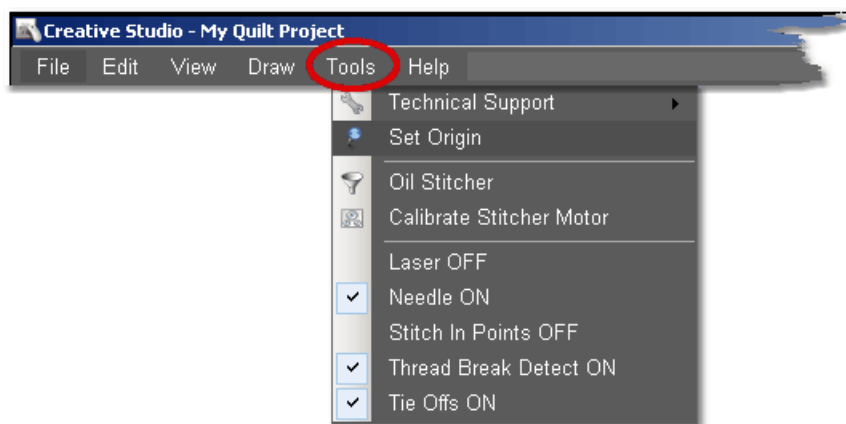 Creative Studio - My Quilt Project
File Edit View Draw Tools Help
Technical Support
Set Origin
Oil Stitcher
Calibrate Stitcher Motor
Laser OFF
Needle ON
Stitch In Points OFF
Thread Break Detect ON
Tie Offs ON